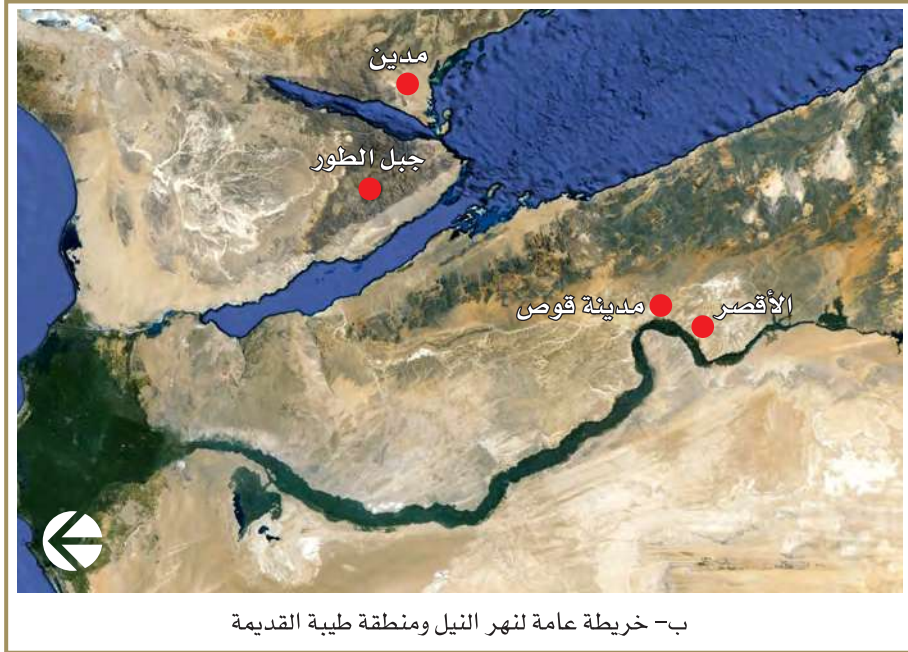 مدين
جبل الطور
مدينة قوص
الأقصر
ب- خريطة عامة لنهر النيل ومنطقة طيبة القديمة